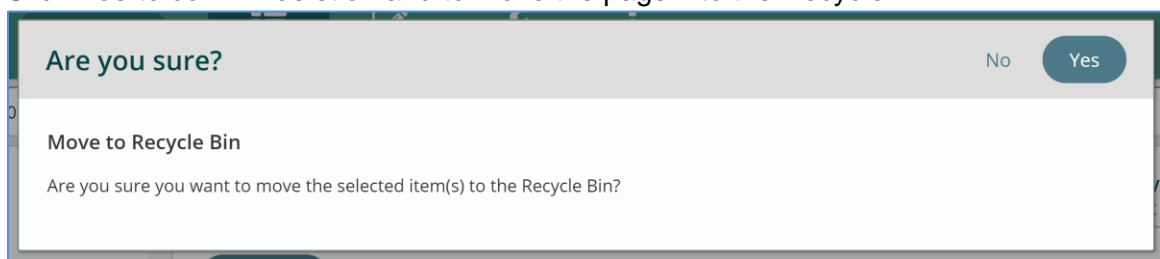 Are you sure?
No
Yes
Move to Recycle Bin
Are you sure you want to move the selected item(s) to the Recycle Bin?